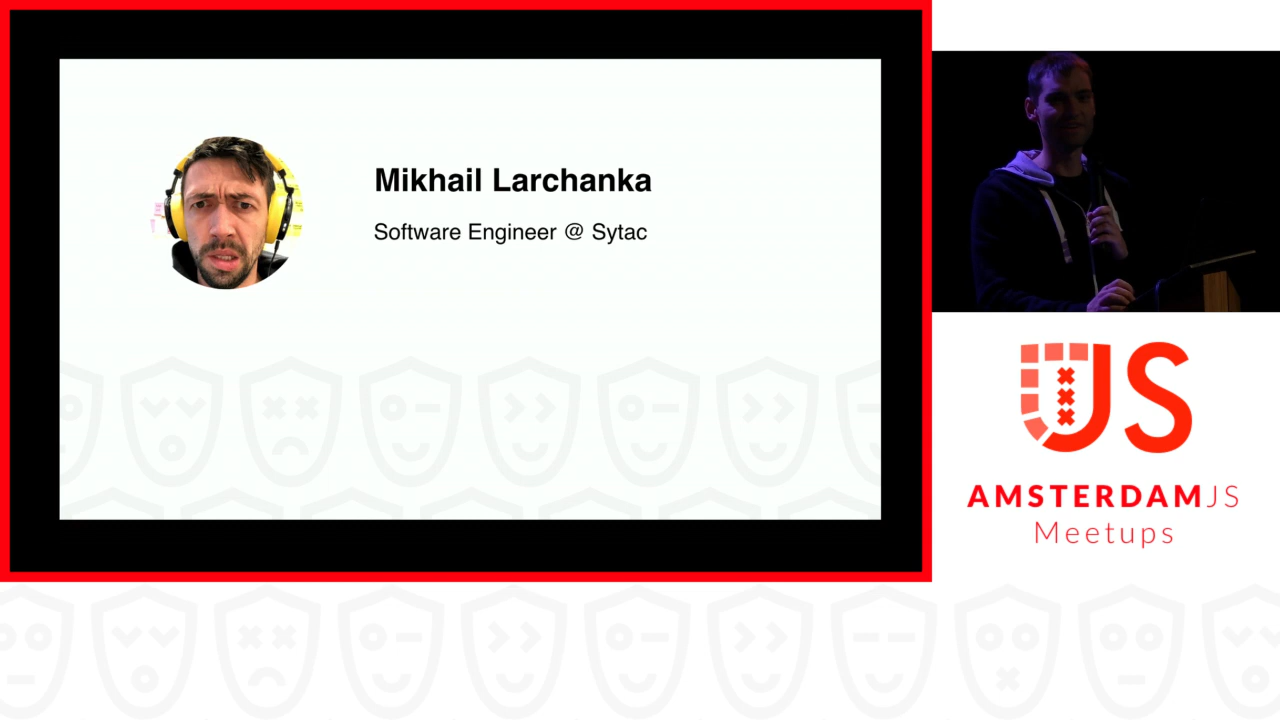 Mikhail Larchanka
Software Engineer @ Sytac
JS
AMSTERDAMJS
Meetups